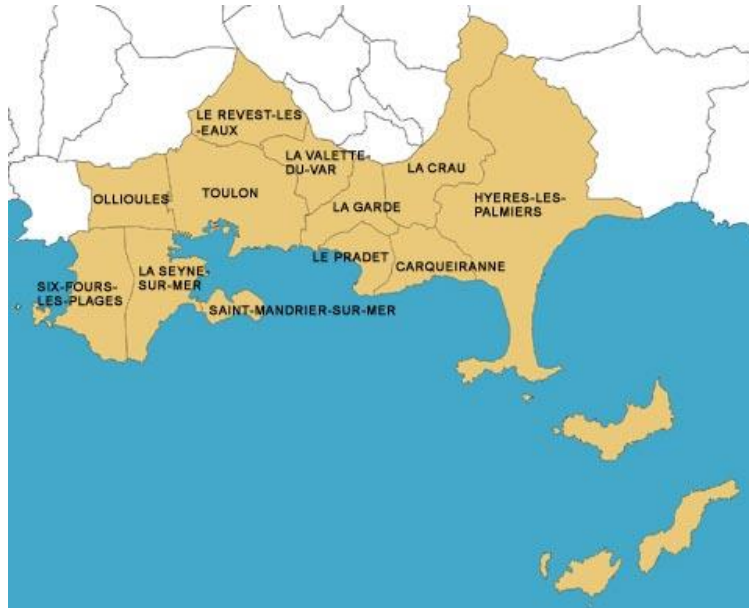 LE REVEST-LES
-EAUX
LA VALETTE-
DU-VAR
LA CRAU
OLLIOULES
TOULON
LA GARDE
HYERES-LES-
PALMIERS
LE PRADET
CARQUEIRANNE
LA SEYNE-
SUR-MER
SIX-FOURS-
LES-PLAGES
SAINT-MANDRIER-SUR-MER